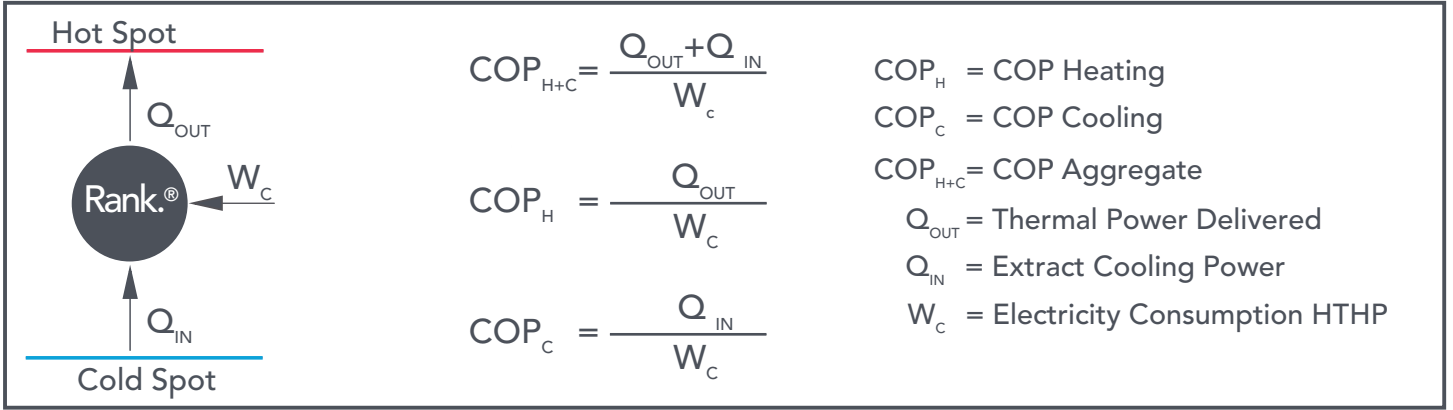 Hot Spot
Q_OUT
Rank.®
W_C
Q_IN
Cold Spot
COP_H+C = (Q_OUT+Q_IN) / W_c
COP_H = Q_OUT / W_C
COP_C = Q_IN / W_C
COP_H = COP Heating
COP_C = COP Cooling
COP_H+C = COP Aggregate
Q_OUT = Thermal Power Delivered
Q_IN = Extract Cooling Power
W_C = Electricity Consumption HTHP